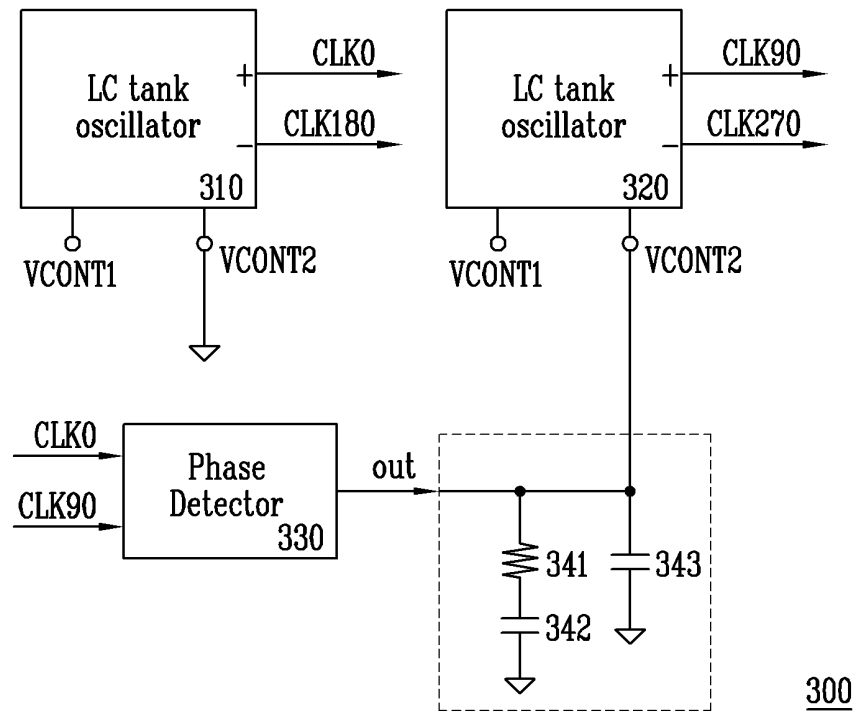 LC tank
oscillator
310
+
−
CLK0
CLK180
VCONT1
VCONT2
LC tank
oscillator
320
+
−
CLK90
CLK270
VCONT1
VCONT2
CLK0
CLK90
Phase
Detector
330
out
341
342
343
300